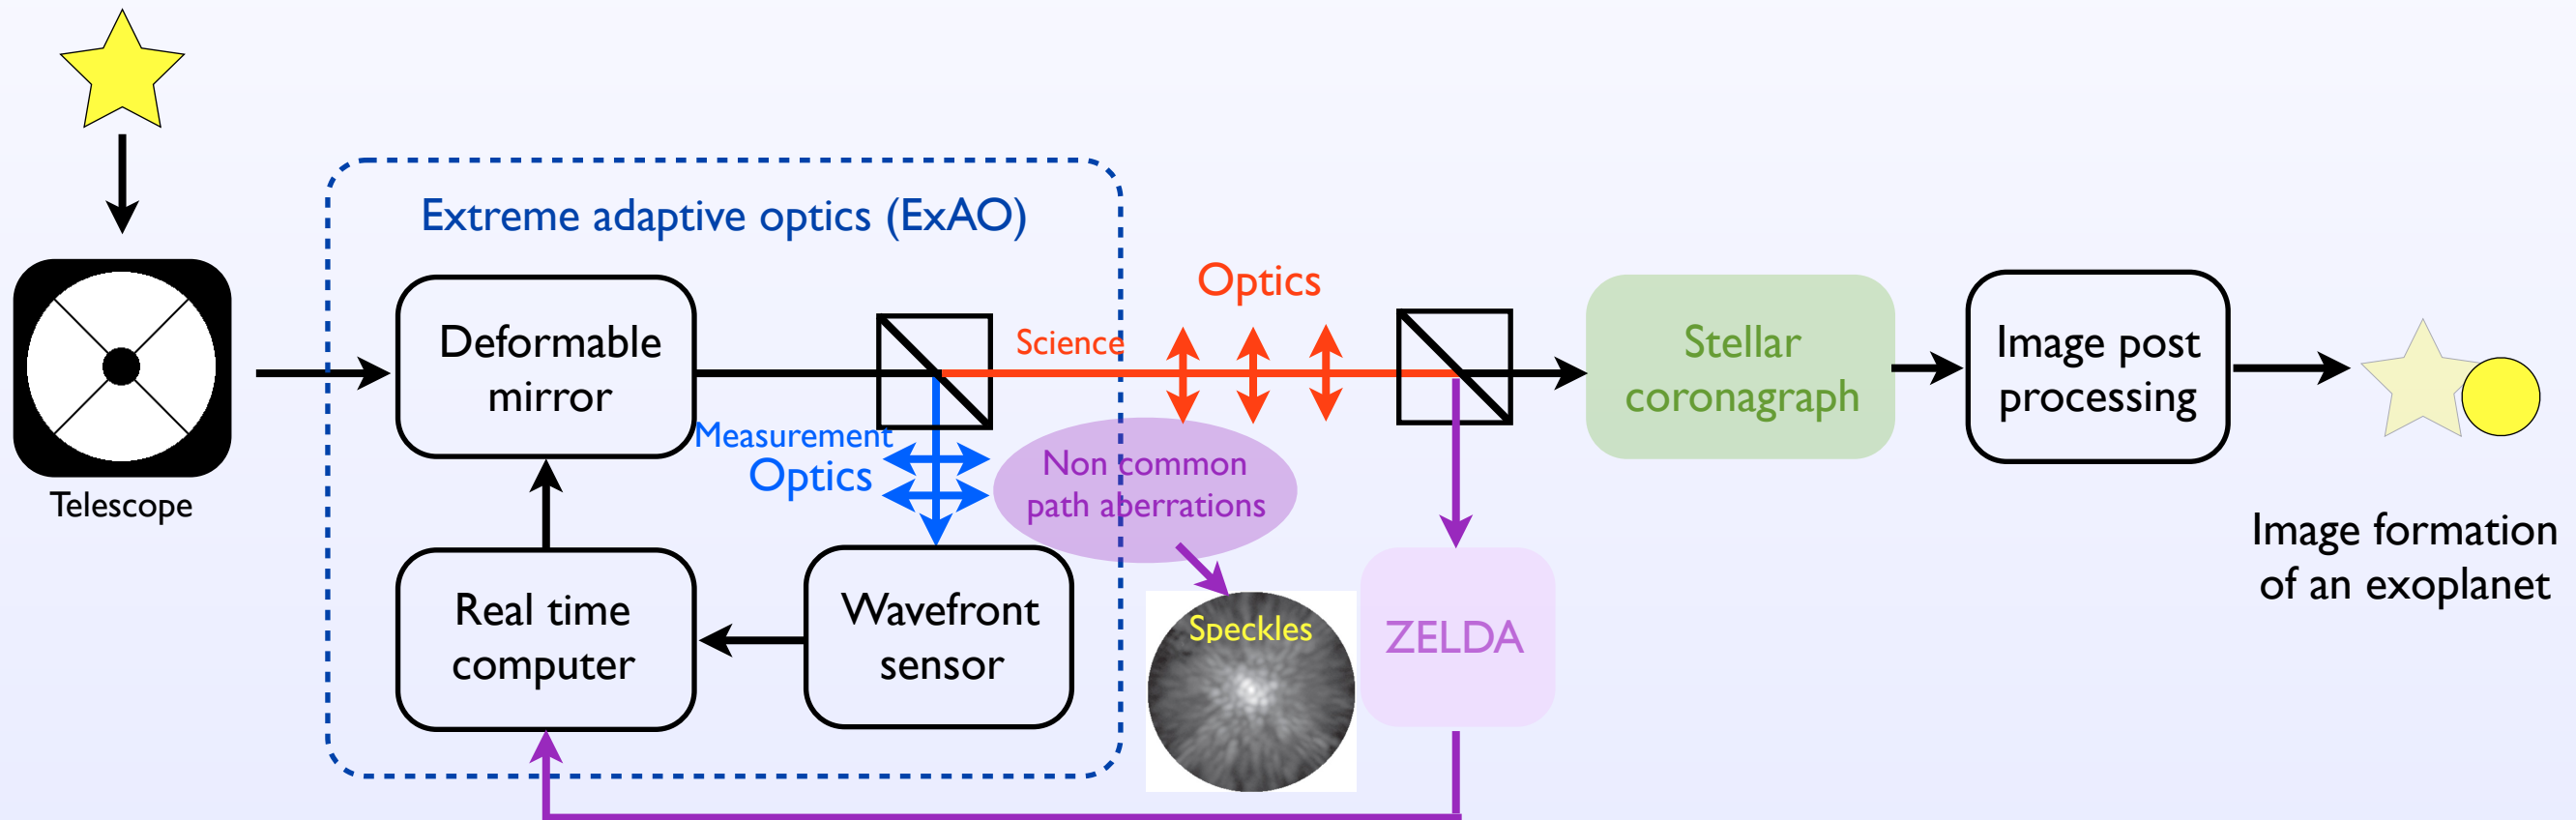 Extreme adaptive optics (ExAO)
Telescope
Deformable
mirror
Science
Optics
Measurement
Optics
Non common
path aberrations
Stellar
coronagraph
Image post
processing
Real time
computer
Wavefront
sensor
Speckles
ZELDA
Image formation
of an exoplanet